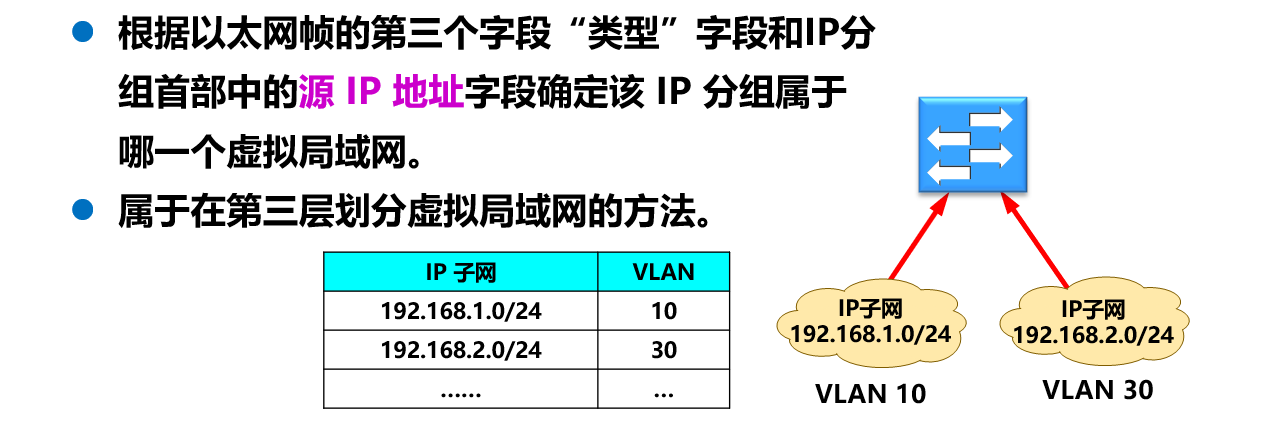 根据以太网帧的第三个字段“类型”字段和IP分
组首部中的源 IP 地址字段确定该 IP 分组属于
哪一个虚拟局域网。
属于在第三层划分虚拟局域网的方法。
IP 子网 VLAN
192.168.1.0/24 10
192.168.2.0/24 30
…… …
IP子网
192.168.1.0/24
VLAN 10
IP子网
192.168.2.0/24
VLAN 30